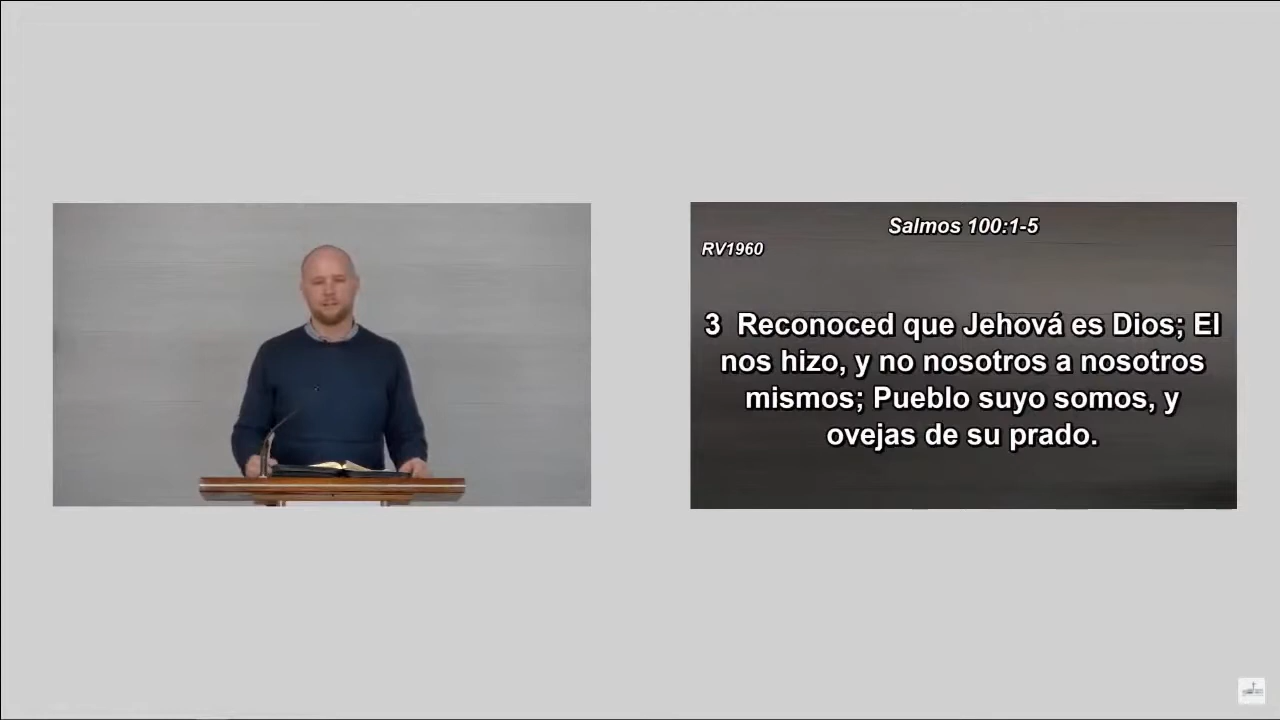 Salmos 100:1-5
RV1960
3 Reconoced que Jehová es Dios; El
nos hizo, y no nosotros a nosotros
mismos; Pueblo suyo somos, y
ovejas de su prado.